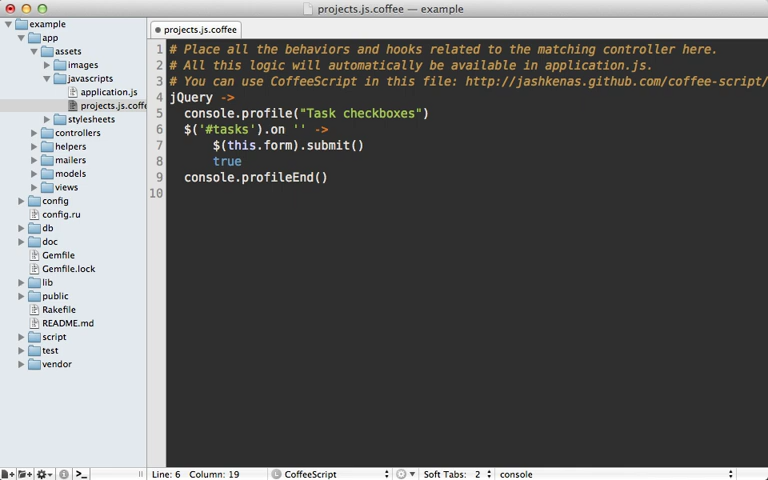 projects.js.coffee — example
example
app
assets
images
javascripts
application.js
projects.js.coffe
stylesheets
controllers
helpers
mailers
models
views
config
config.ru
db
doc
Gemfile
Gemfile.lock
lib
public
Rakefile
README.md
script
test
vendor
projects.js.coffee
1 # Place all the behaviors and hooks related to the matching controller here.
2 # All this logic will automatically be available in application.js.
3 # You can use CoffeeScript in this file: http://jashkenas.github.com/coffee-script/
4 jQuery ->
5 console.profile("Task checkboxes")
6 $('#tasks').on '' ->
7 $(this.form).submit()
8 true
9 console.profileEnd()
10
Line: 6 Column: 19 L CoffeeScript Soft Tabs: 2 console